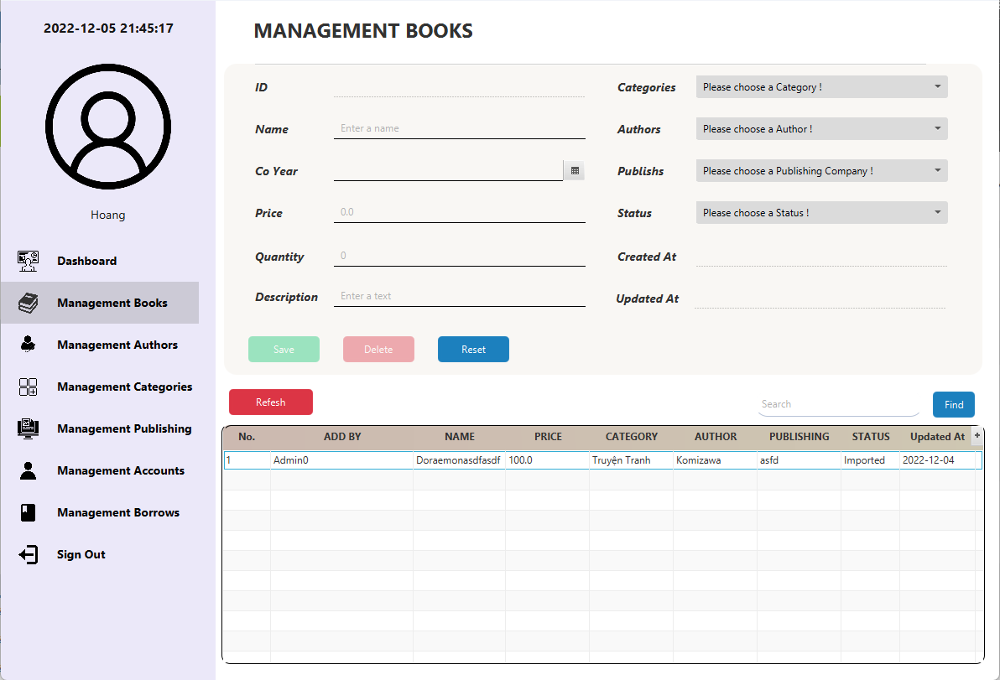 2022-12-05 21:45:17
Hoang
Dashboard
Management Books
Management Authors
Management Categories
Management Publishing
Management Accounts
Management Borrows
Sign Out
MANAGEMENT BOOKS
ID
Name Enter a name
Co Year
Price 0.0
Quantity 0
Description Enter a text
Categories Please choose a Category !
Authors Please choose a Author !
Publishs Please choose a Publishing Company !
Status Please choose a Status !
Created At
Updated At
Save Delete Reset
Refesh Search Find
No. ADD BY NAME PRICE CATEGORY AUTHOR PUBLISHING STATUS Updated At +
1 Admin0 Doraemonasdfasdf 100.0 Truyện Tranh Komizawa asfd Imported 2022-12-04